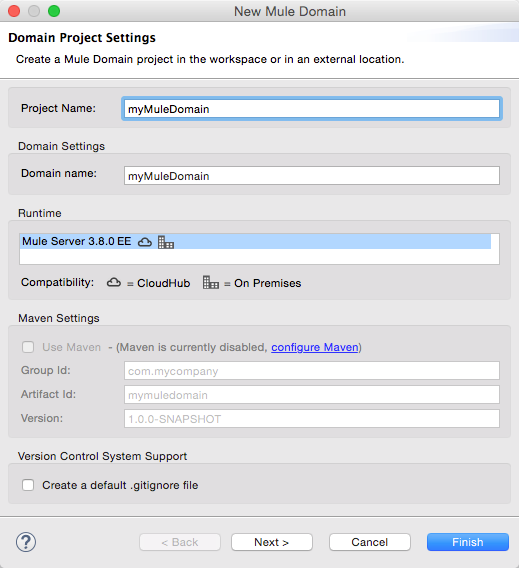 New Mule Domain
Domain Project Settings
Create a Mule Domain project in the workspace or in an external location.
Project Name: myMuleDomain
Domain Settings
Domain name: myMuleDomain
Runtime
Mule Server 3.8.0 EE
Compatibility: = CloudHub = On Premises
Maven Settings
Use Maven - (Maven is currently disabled, configure Maven)
Group Id: com.mycompany
Artifact Id: mymuledomain
Version: 1.0.0-SNAPSHOT
Version Control System Support
Create a default .gitignore file
? < Back Next > Cancel Finish